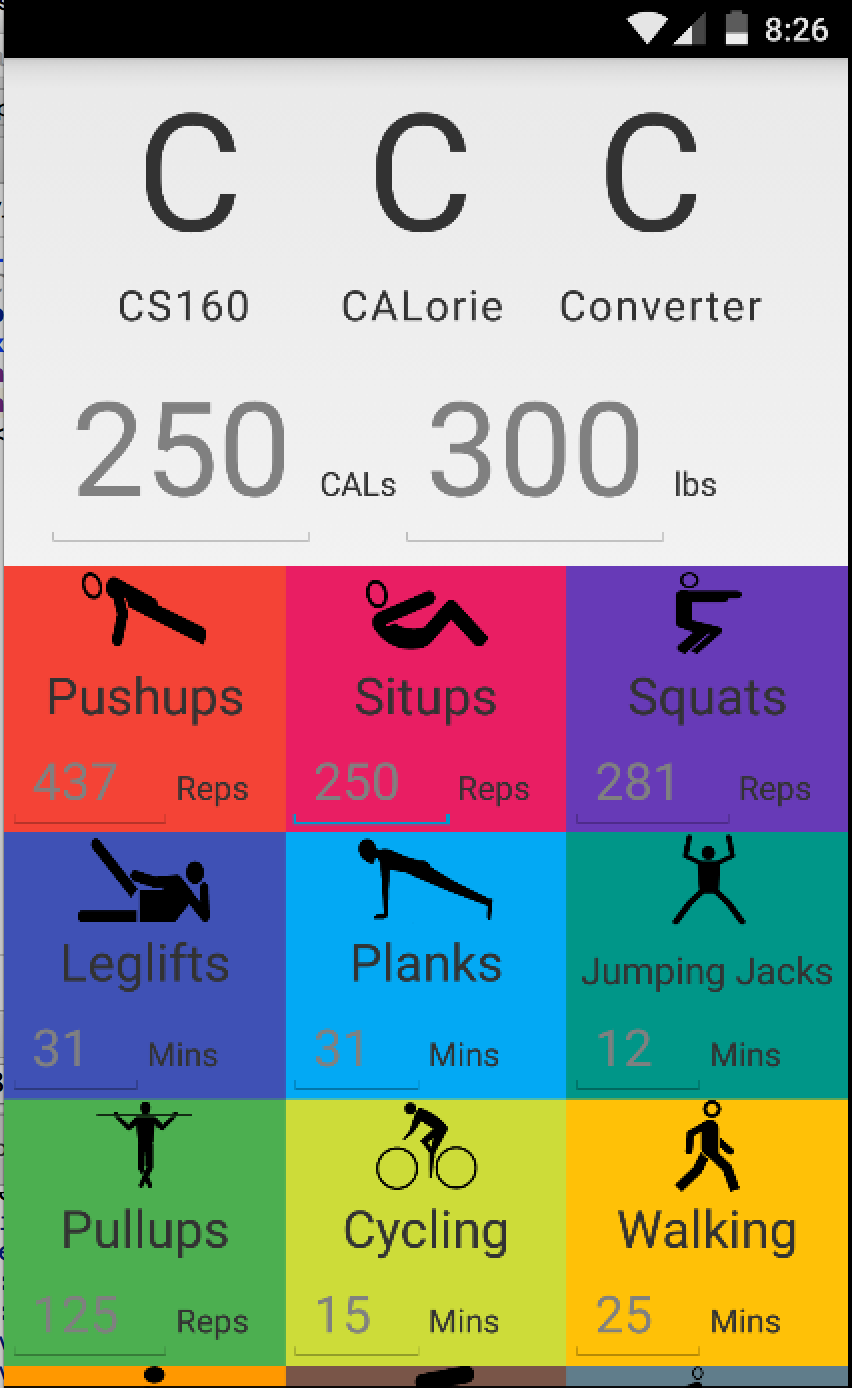 8:26
C C C
CS160 CALorie Converter
250 CALs 300 lbs
Pushups Situps Squats
437 Reps 250 Reps 281 Reps
Leglifts Planks Jumping Jacks
31 Mins 31 Mins 12 Mins
Pullups Cycling Walking
125 Reps 15 Mins 25 Mins